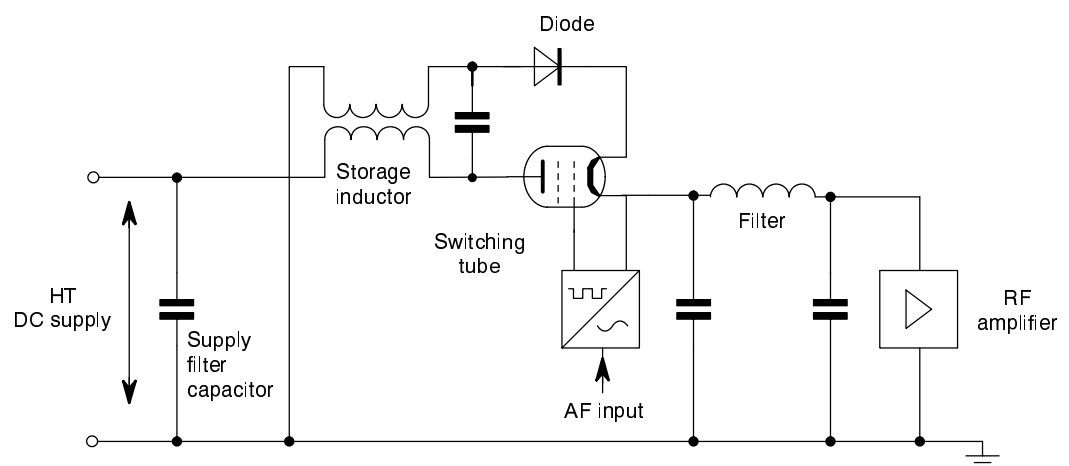 Diode
Storage
inductor
Switching
tube
Filter
HT
DC supply
Supply
filter
capacitor
RF
amplifier
AF input